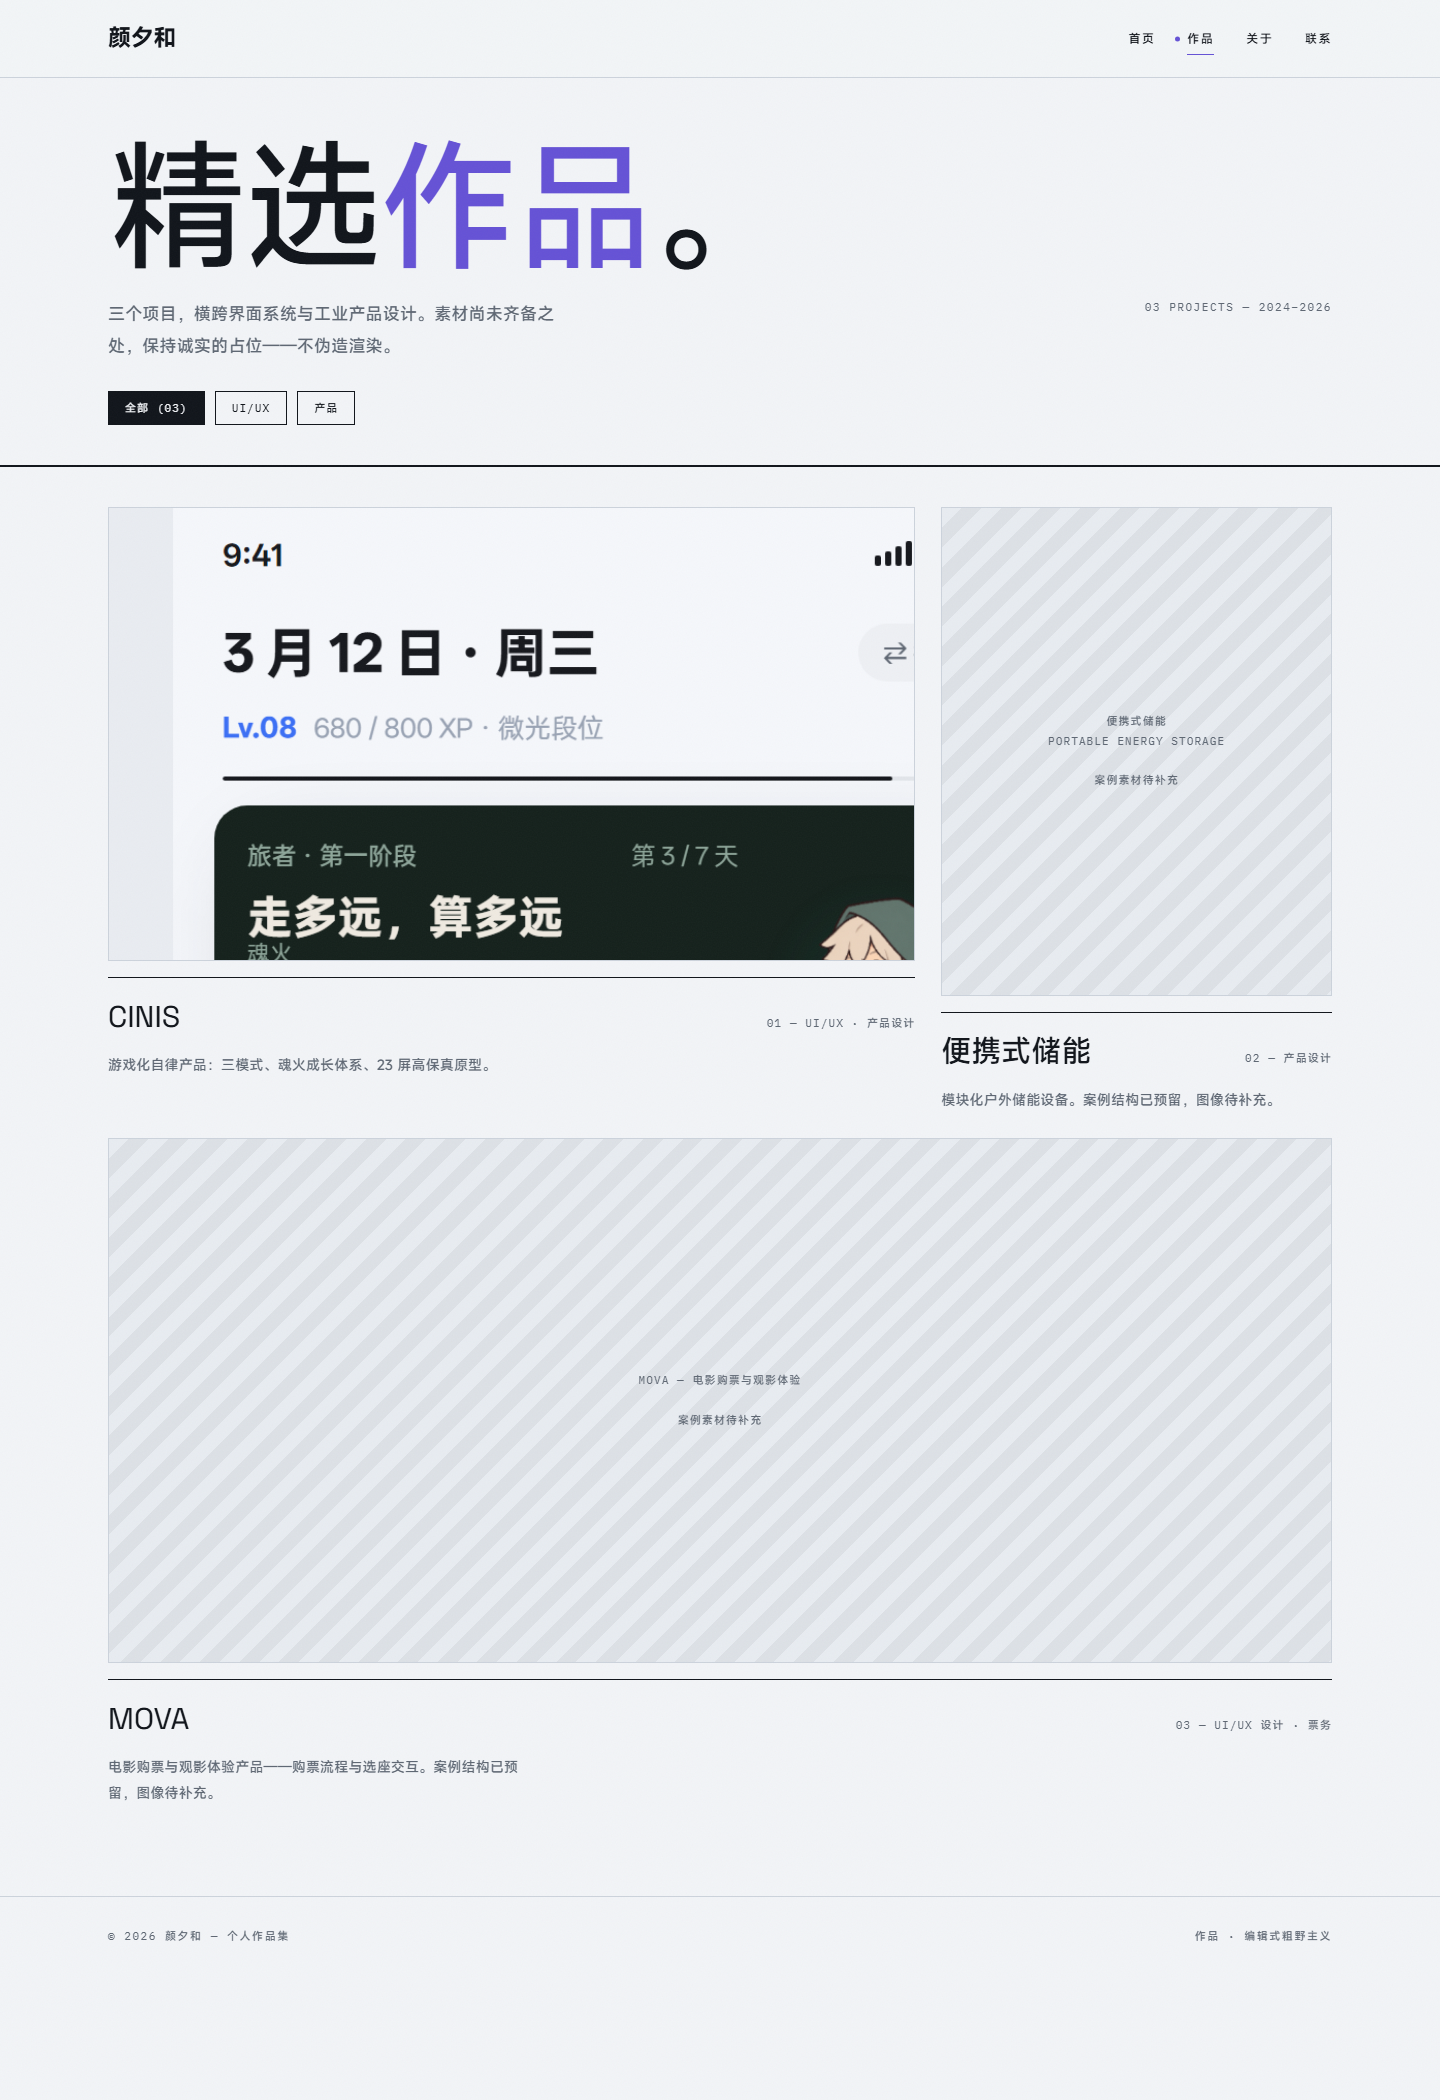 颜夕和
首页
作品
关于
联系
精选作品。
三个项目，横跨界面系统与工业产品设计。素材尚未齐备之
处，保持诚实的占位——不伪造渲染。
03 PROJECTS — 2024–2026
全部 (03)
UI/UX
产品
9:41
3 月 12 日 · 周三
⇄
Lv.08 680 / 800 XP · 微光段位
旅者 · 第一阶段
第 3 / 7 天
走多远，算多远
魂火
便携式储能
PORTABLE ENERGY STORAGE
案例素材待补充
CINIS
01 — UI/UX · 产品设计
游戏化自律产品：三模式、魂火成长体系、23 屏高保真原型。
便携式储能
02 — 产品设计
模块化户外储能设备。案例结构已预留，图像待补充。
MOVA — 电影购票与观影体验
案例素材待补充
MOVA
03 — UI/UX 设计 · 票务
电影购票与观影体验产品——购票流程与选座交互。案例结构已预
留，图像待补充。
© 2026 颜夕和 — 个人作品集
作品 · 编辑式粗野主义